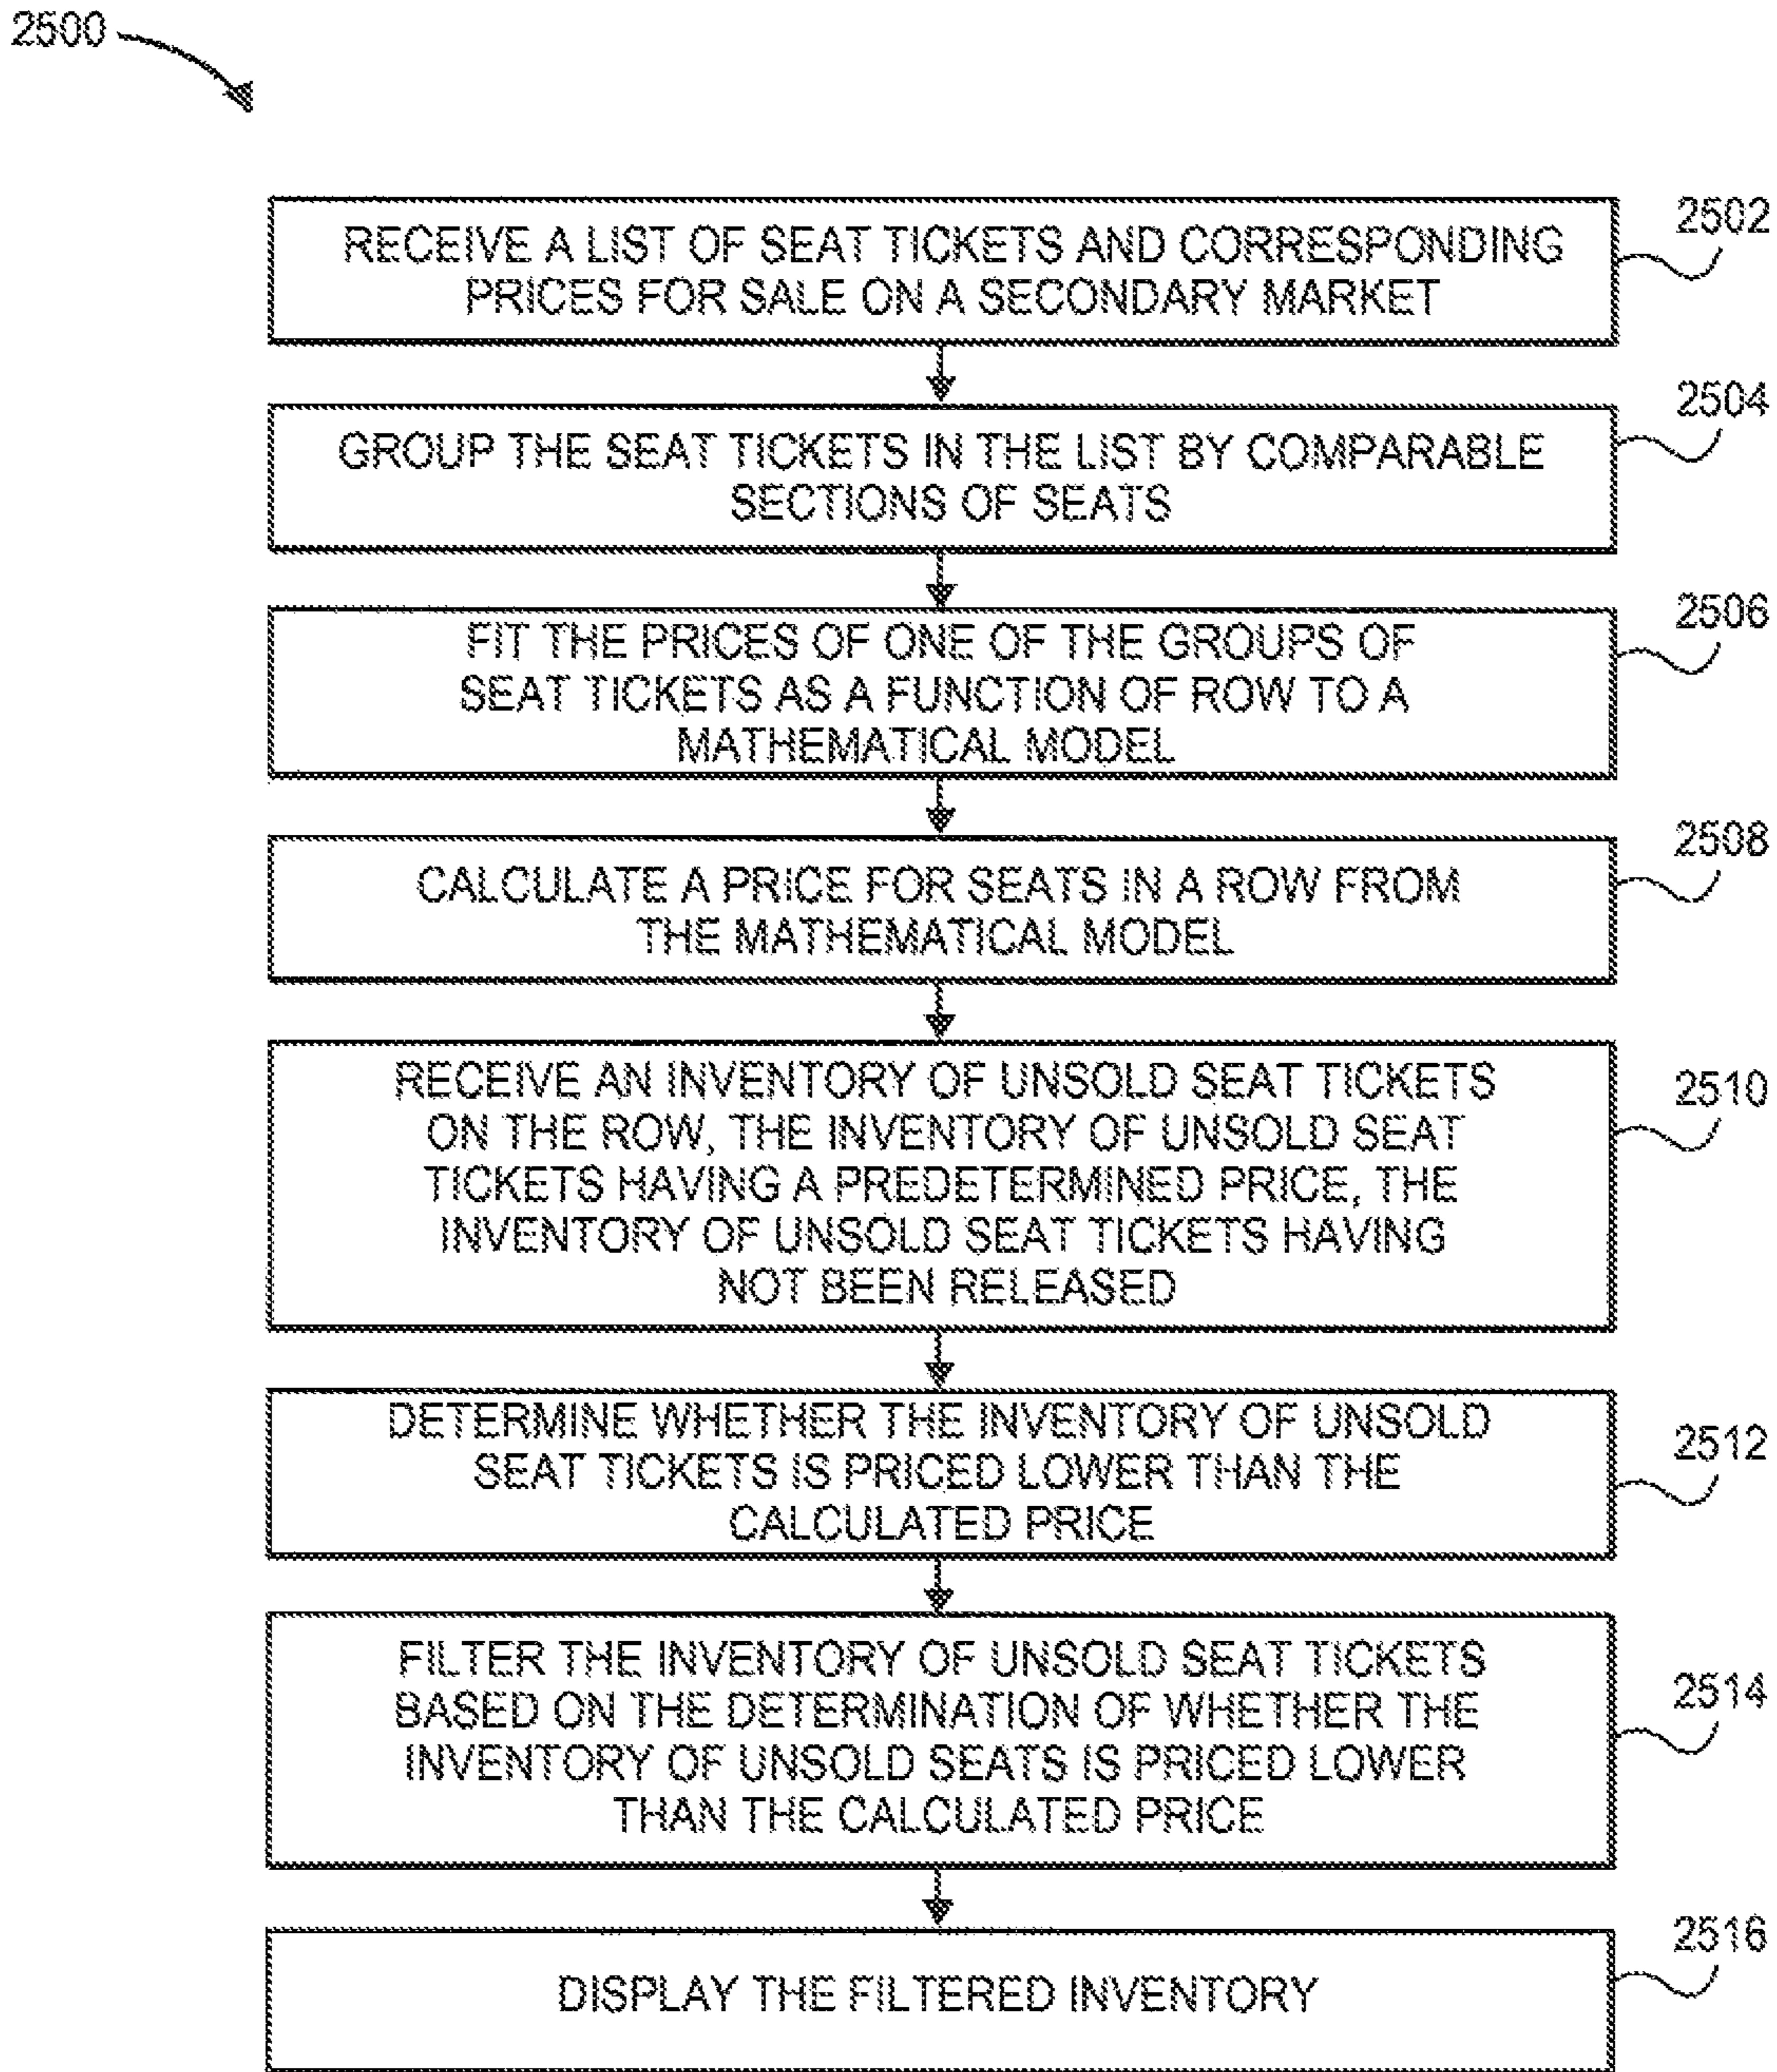 2500
RECEIVE A LIST OF SEAT TICKETS AND CORRESPONDING
PRICES FOR SALE ON A SECONDARY MARKET
2502
GROUP THE SEAT TICKETS IN THE LIST BY COMPARABLE
SECTIONS OF SEATS
2504
FIT THE PRICES OF ONE OF THE GROUPS OF
SEAT TICKETS AS A FUNCTION OF ROW TO A
MATHEMATICAL MODEL
2506
CALCULATE A PRICE FOR SEATS IN A ROW FROM
THE MATHEMATICAL MODEL
2508
RECEIVE AN INVENTORY OF UNSOLD SEAT TICKETS
ON THE ROW, THE INVENTORY OF UNSOLD SEAT
TICKETS HAVING A PREDETERMINED PRICE, THE
INVENTORY OF UNSOLD SEAT TICKETS HAVING
NOT BEEN RELEASED
2510
DETERMINE WHETHER THE INVENTORY OF UNSOLD
SEAT TICKETS IS PRICED LOWER THAN THE
CALCULATED PRICE
2512
FILTER THE INVENTORY OF UNSOLD SEAT TICKETS
BASED ON THE DETERMINATION OF WHETHER THE
INVENTORY OF UNSOLD SEATS IS PRICED LOWER
THAN THE CALCULATED PRICE
2514
DISPLAY THE FILTERED INVENTORY
2516